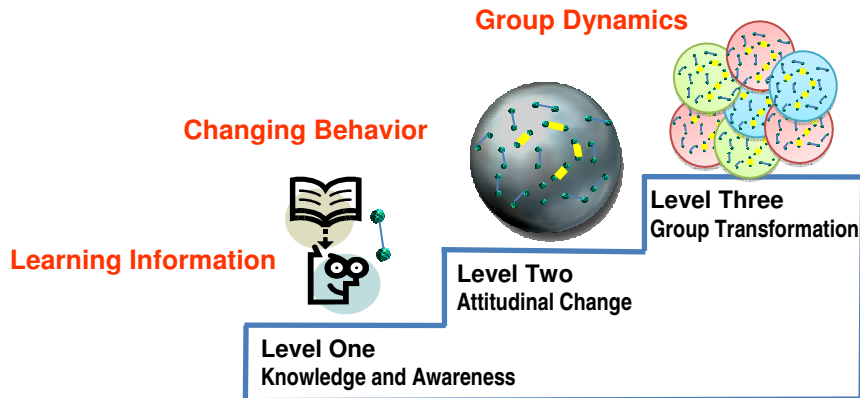 Group Dynamics
Changing Behavior
Learning Information
Level Three
Group Transformation
Level Two
Attitudinal Change
Level One
Knowledge and Awareness